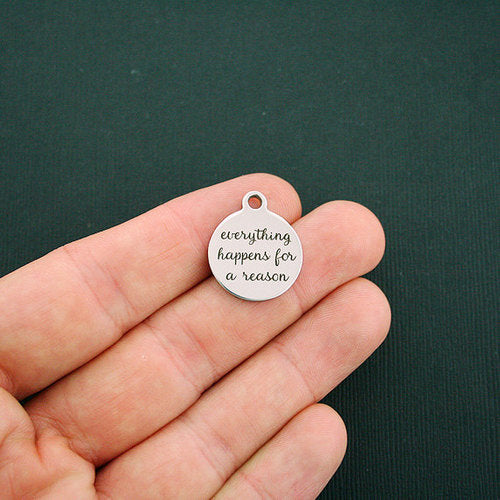 everything
happens for
a reason